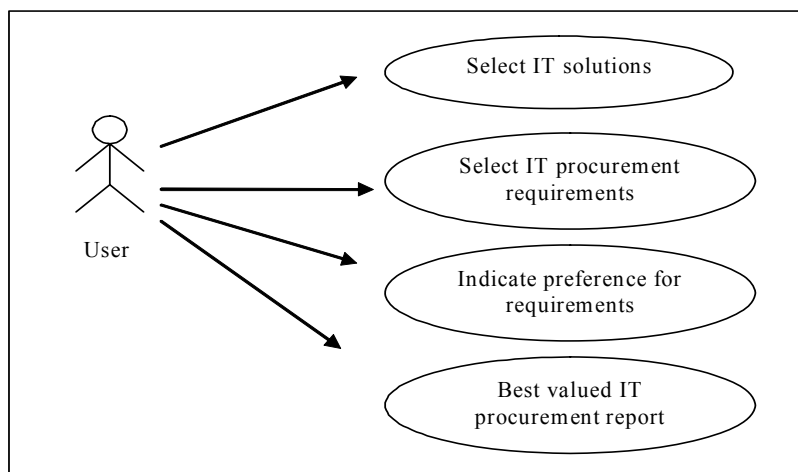 Select IT solutions
Select IT procurement
requirements
User
Indicate preference for
requirements
Best valued IT
procurement report